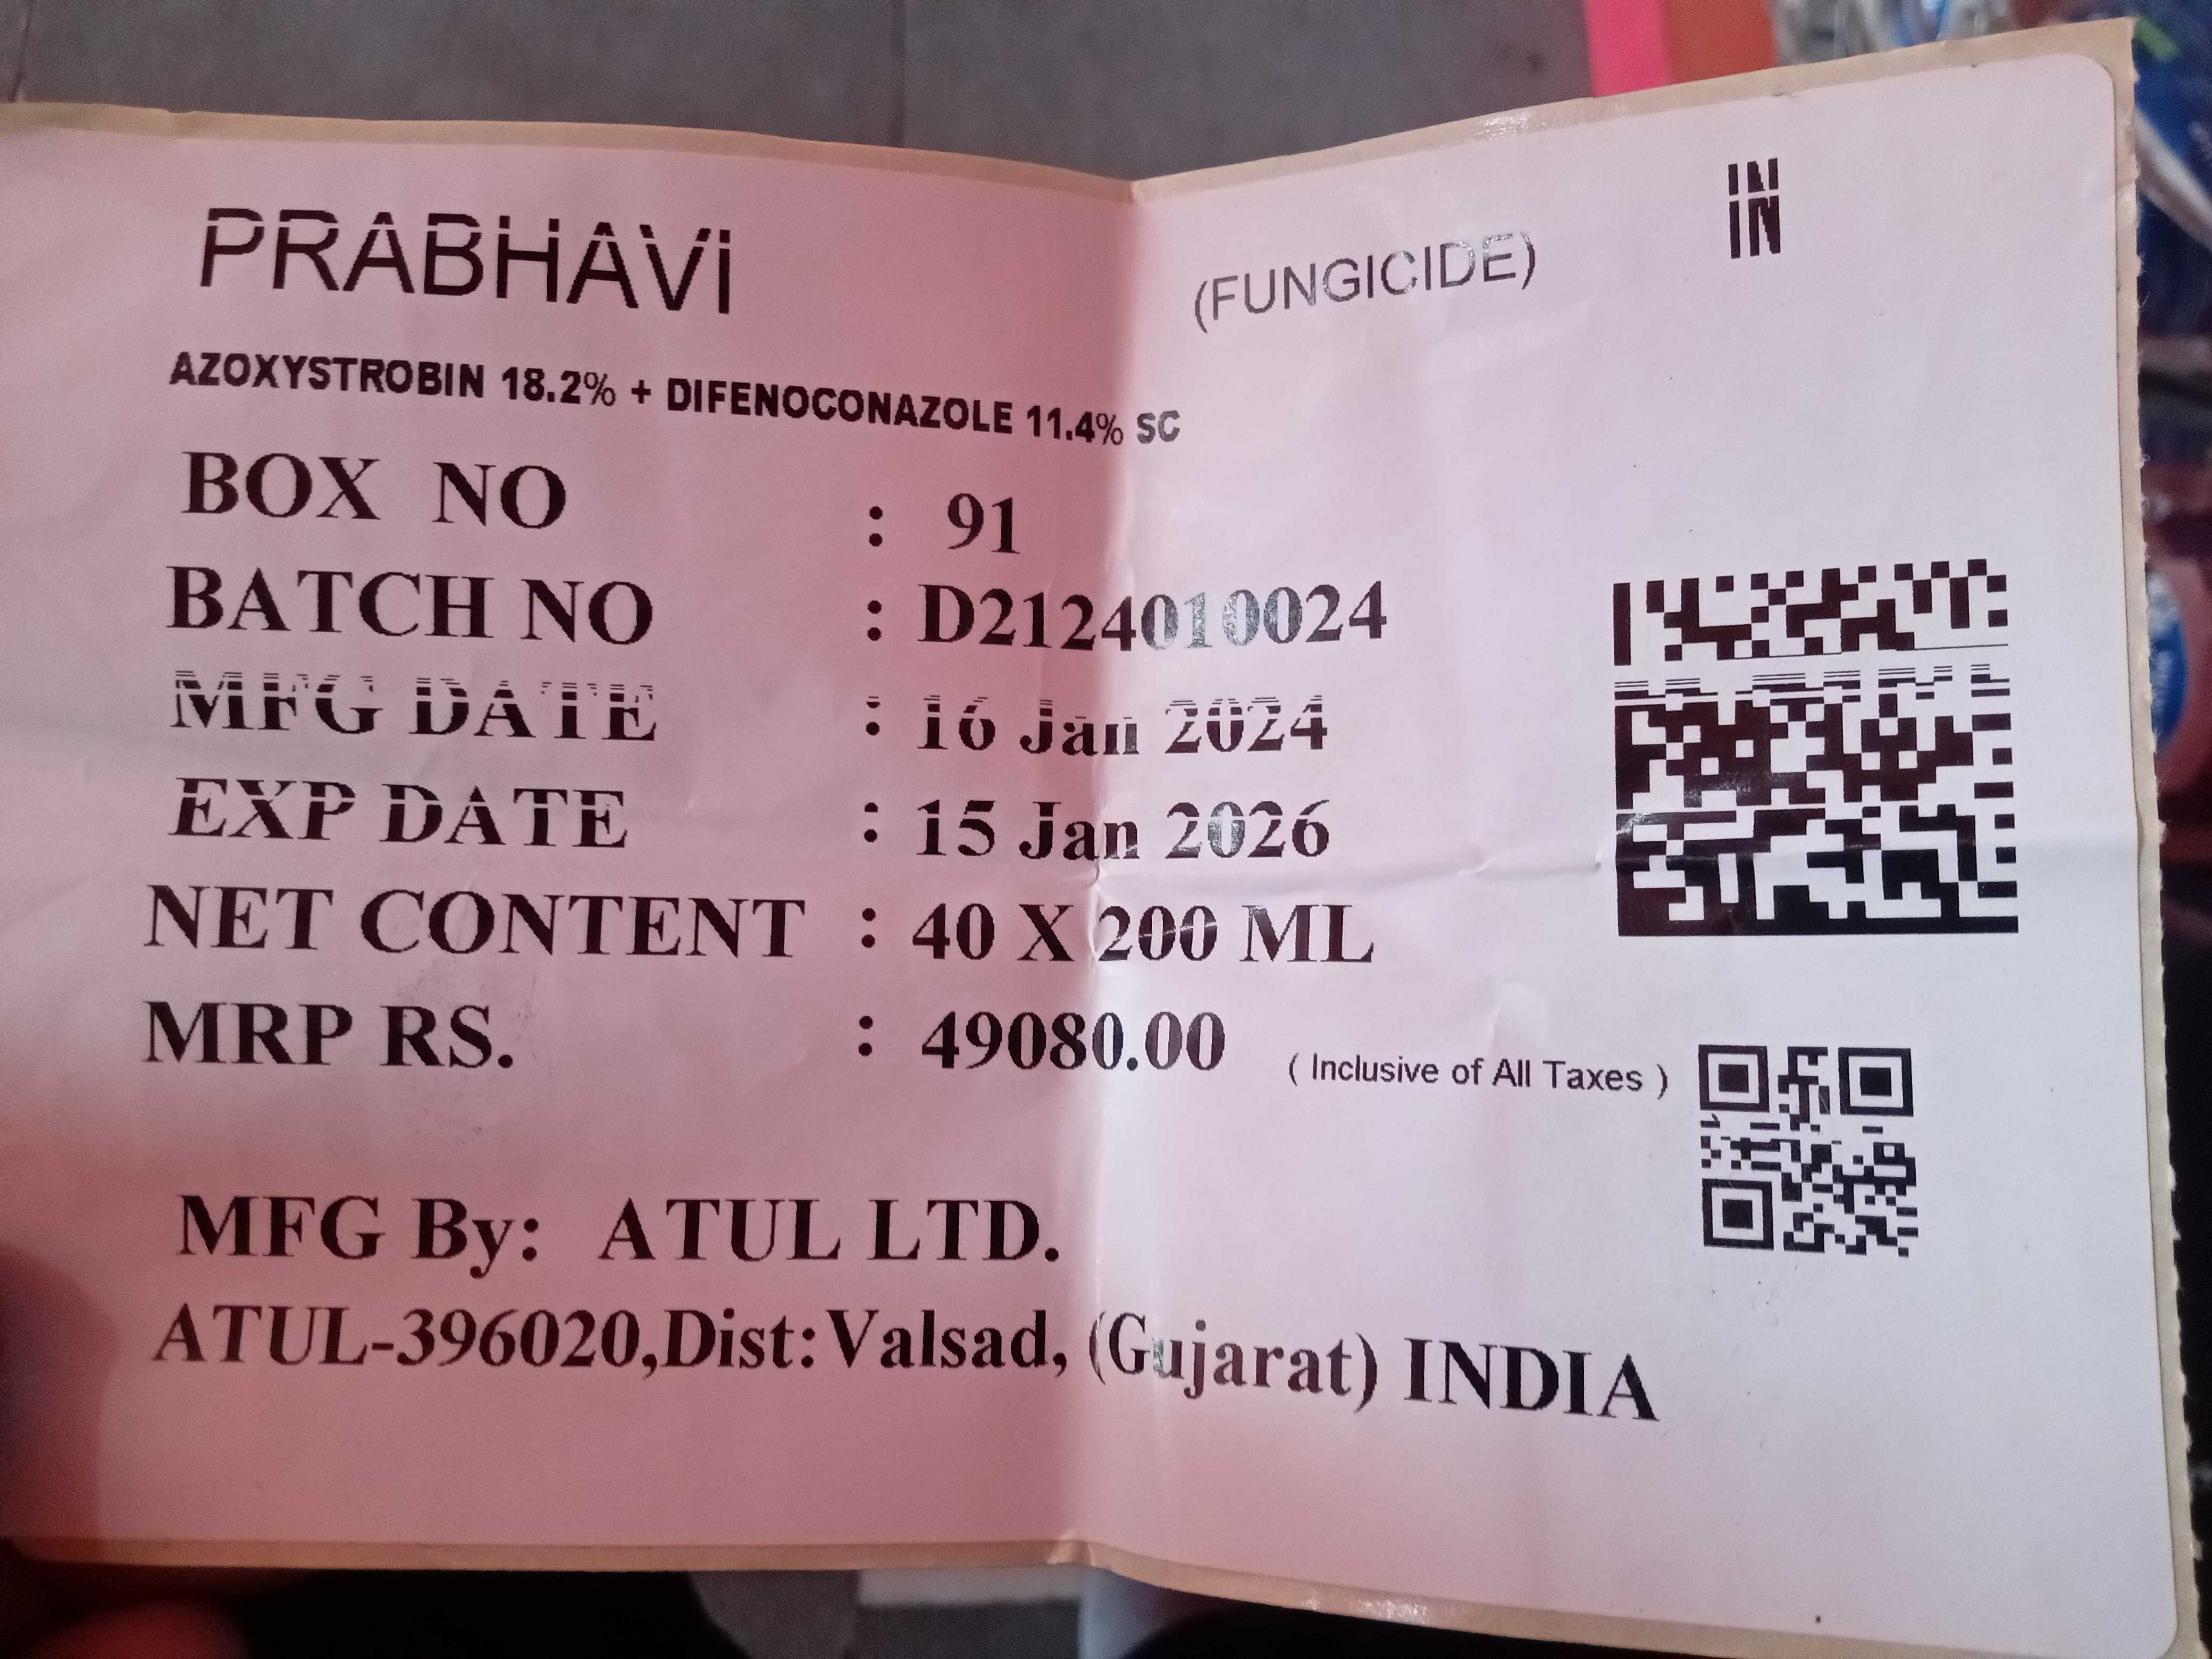 PRABHAVI (FUNGICIDE) IN
AZOXYSTROBIN 18.2% + DIFENOCONAZOLE 11.4% SC
BOX NO : 91
BATCH NO : D2124010024
MFG DATE : 16 Jan 2024
EXP DATE : 15 Jan 2026
NET CONTENT : 40 X 200 ML
MRP RS. : 49080.00 ( Inclusive of All Taxes )
MFG By: ATUL LTD.
ATUL-396020,Dist:Valsad, (Gujarat) INDIA